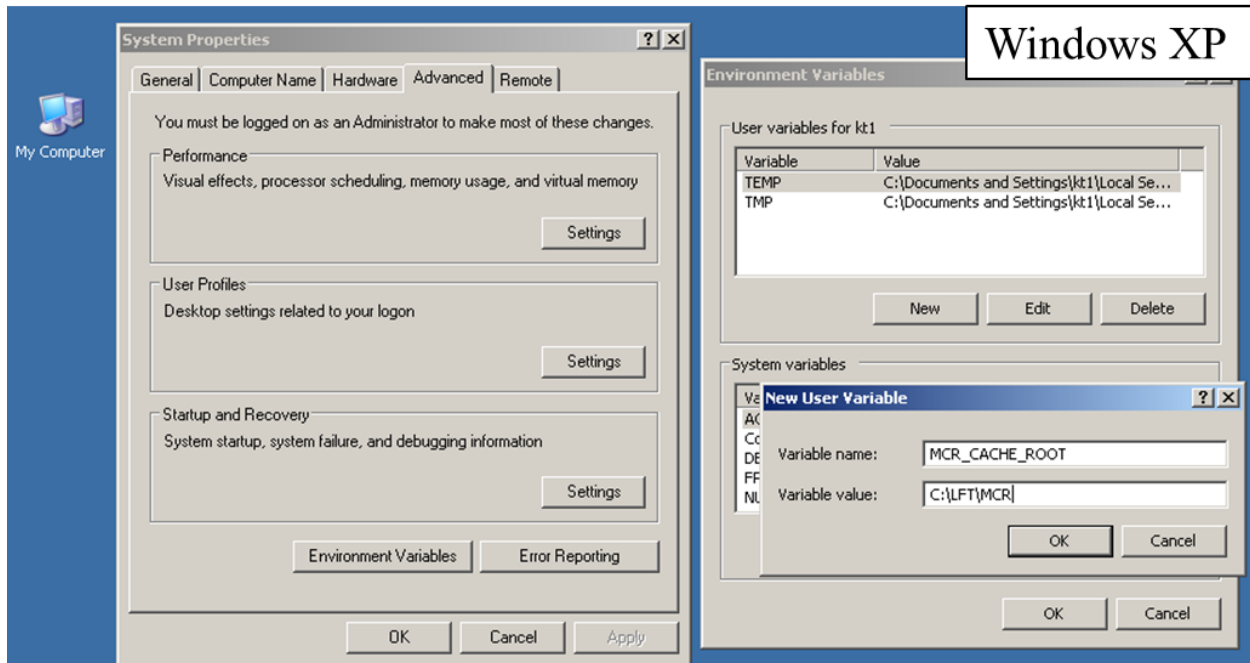 Windows XP
My Computer
System Properties
General Computer Name Hardware Advanced Remote
You must be logged on as an Administrator to make most of these changes.
Performance
Visual effects, processor scheduling, memory usage, and virtual memory
Settings
User Profiles
Desktop settings related to your logon
Settings
Startup and Recovery
System startup, system failure, and debugging information
Settings
Environment Variables Error Reporting
OK Cancel Apply
Environment Variables
User variables for kt1
Variable Value
TEMP C:\Documents and Settings\kt1\Local Se...
TMP C:\Documents and Settings\kt1\Local Se...
New Edit Delete
System variables
New User Variable
Variable name: MCR_CACHE_ROOT
Variable value: C:\LFT\MCR
OK Cancel
OK Cancel